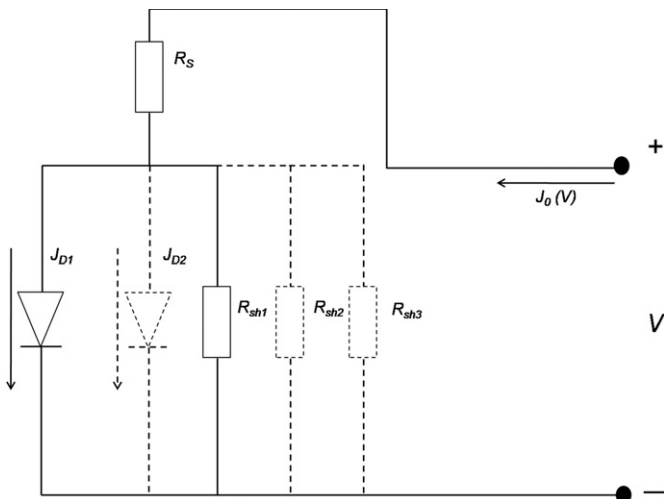 R_S
+
J_0 (V)
J_D1
J_D2
R_sh1
R_sh2
R_sh3
V
—